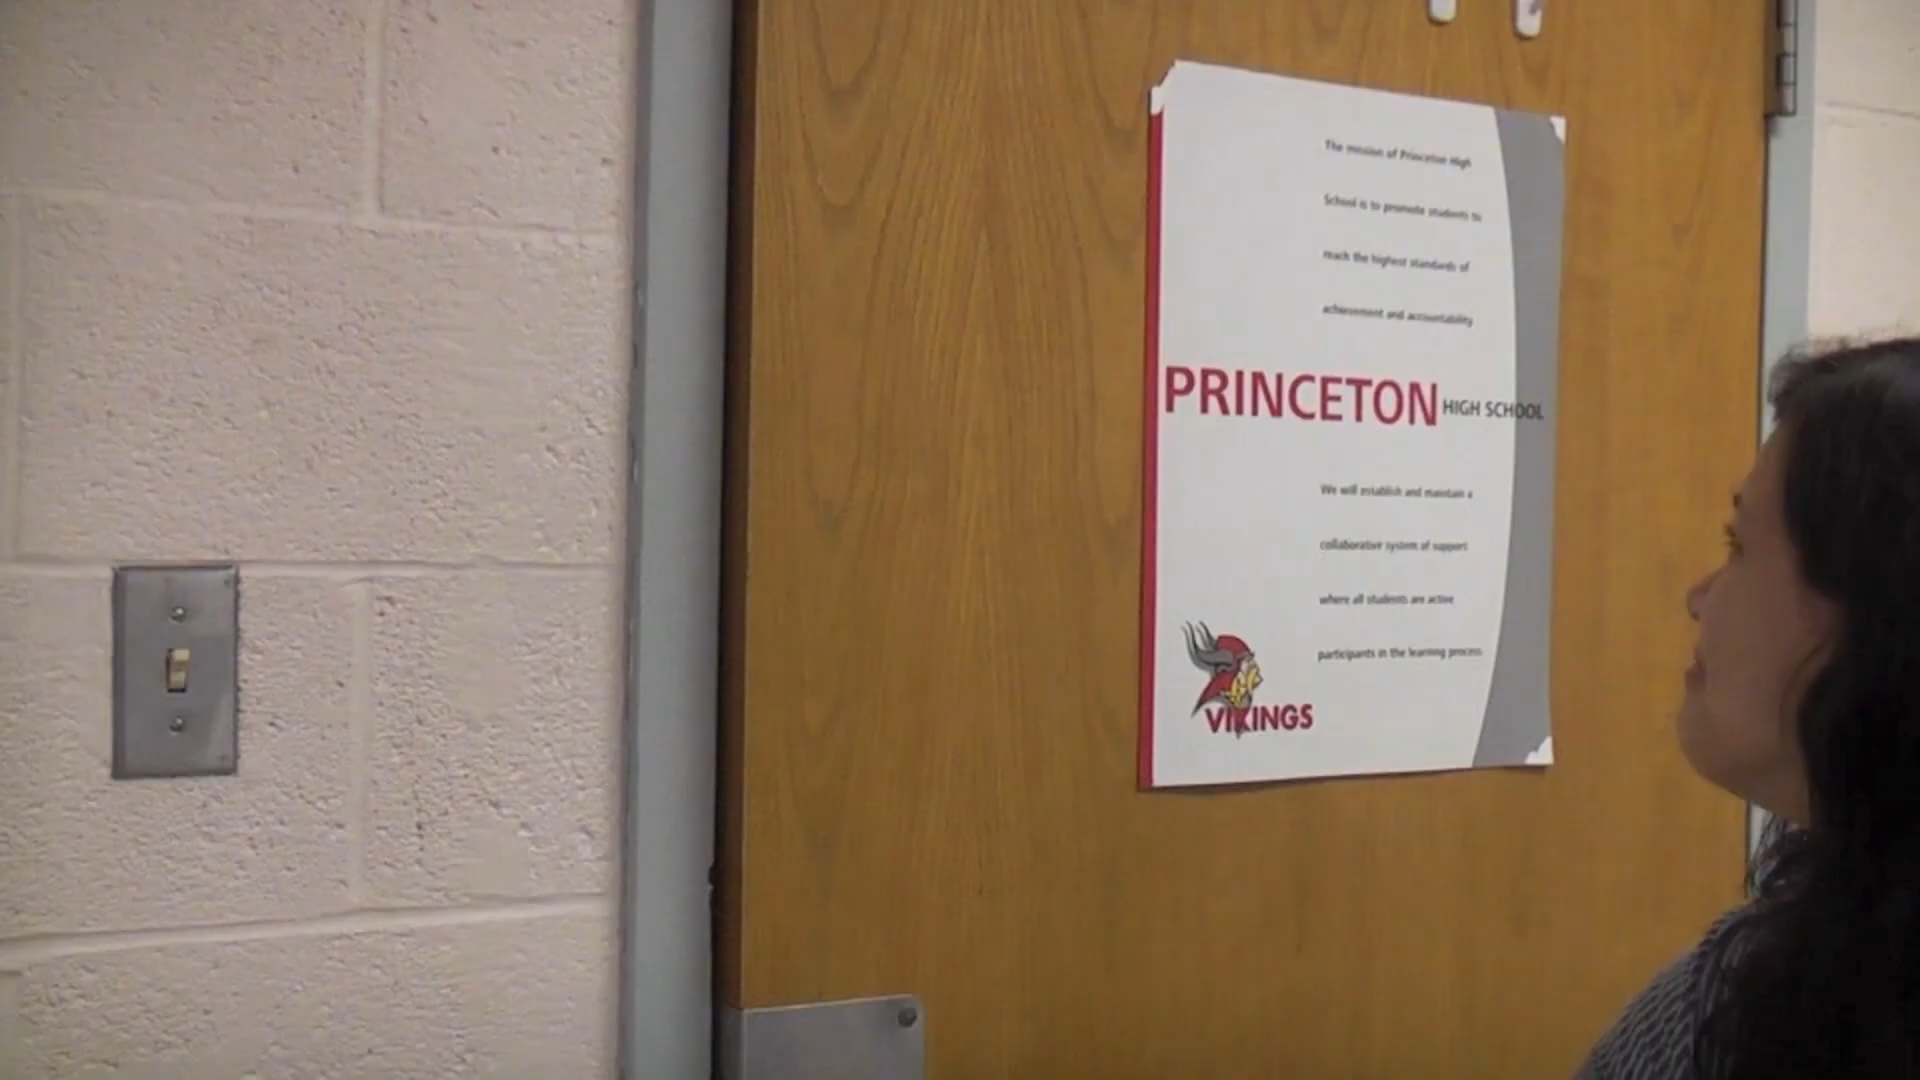 The mission of Princeton High
School is to promote students to
reach the highest standards of
achievement and accountability
PRINCETON HIGH SCHOOL
We will establish and maintain a
collaborative system of support
where all students are active
participants in the learning process
VIKINGS